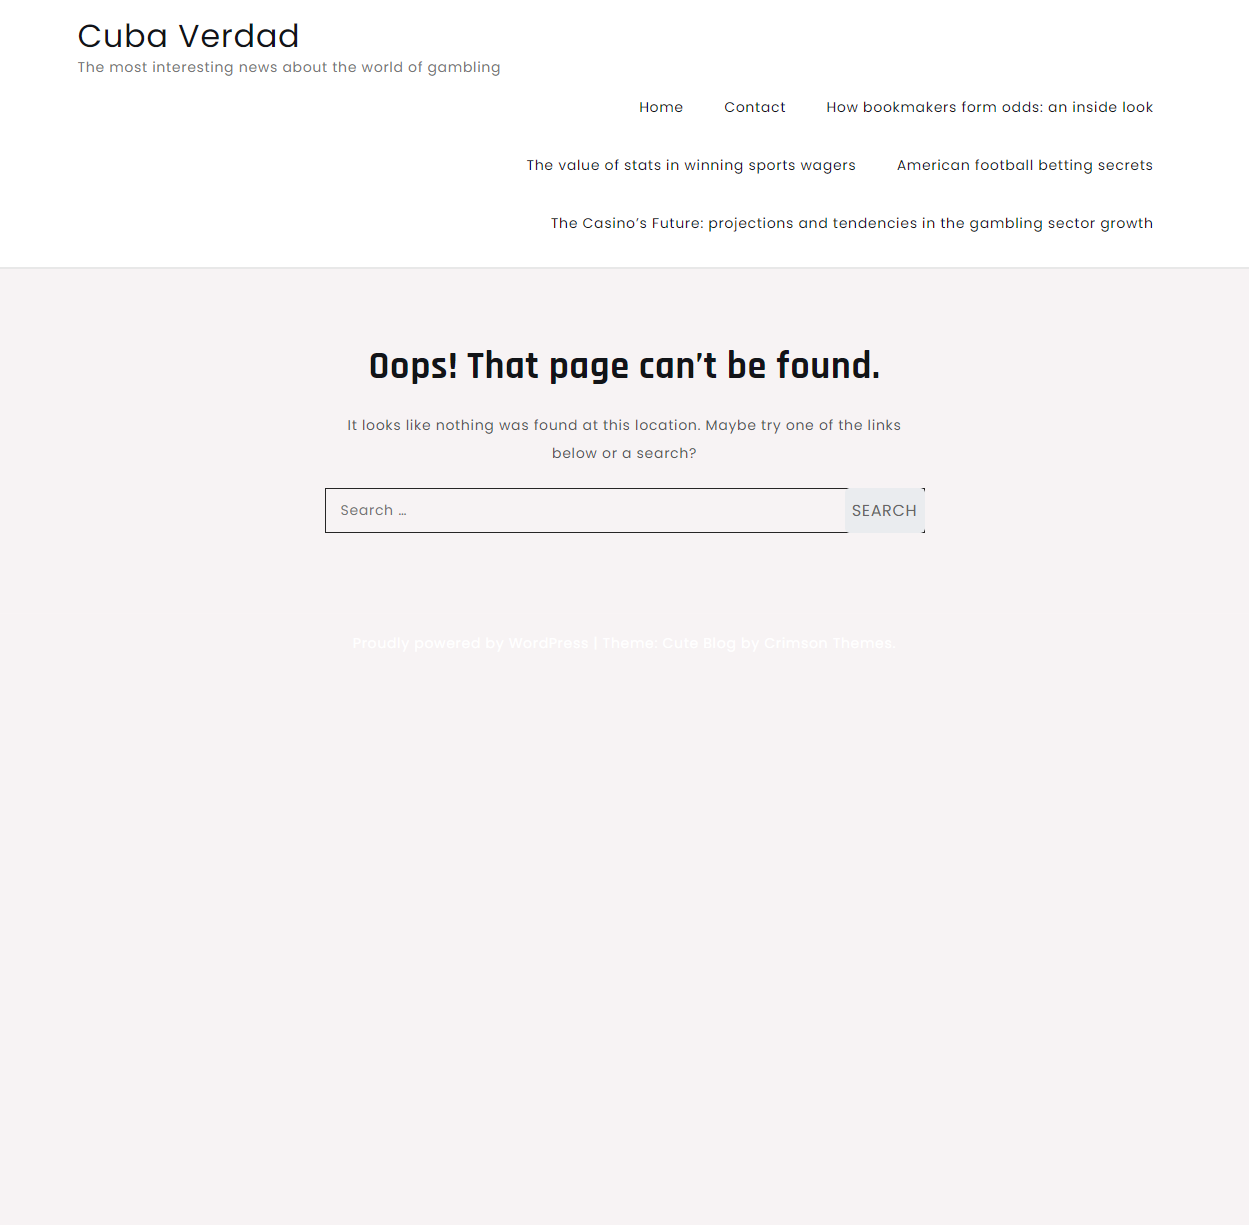 Cuba Verdad
The most interesting news about the world of gambling
Home Contact How bookmakers form odds: an inside look
The value of stats in winning sports wagers American football betting secrets
The Casino’s Future: projections and tendencies in the gambling sector growth
Oops! That page can’t be found.
It looks like nothing was found at this location. Maybe try one of the links
below or a search?
Search … SEARCH
Proudly powered by WordPress | Theme: Cute Blog by Crimson Themes.